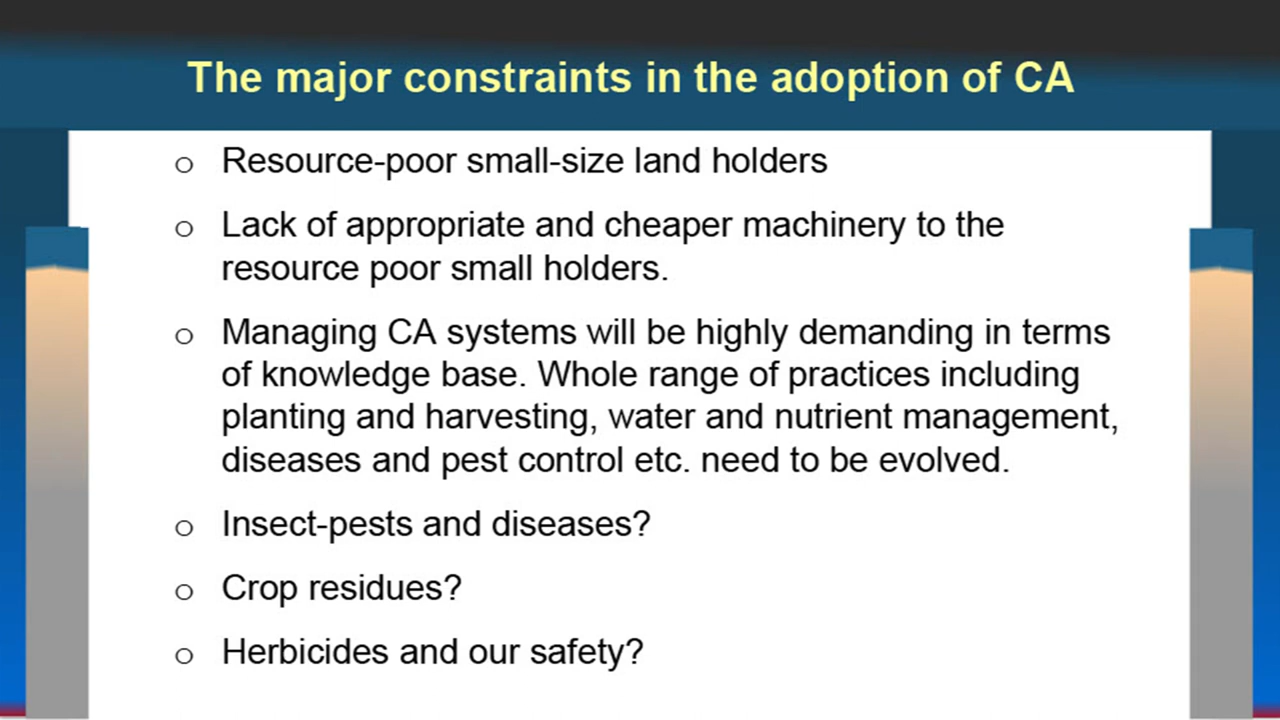 The major constraints in the adoption of CA
o Resource-poor small-size land holders
o Lack of appropriate and cheaper machinery to the
resource poor small holders.
o Managing CA systems will be highly demanding in terms
of knowledge base. Whole range of practices including
planting and harvesting, water and nutrient management,
diseases and pest control etc. need to be evolved.
o Insect-pests and diseases?
o Crop residues?
o Herbicides and our safety?